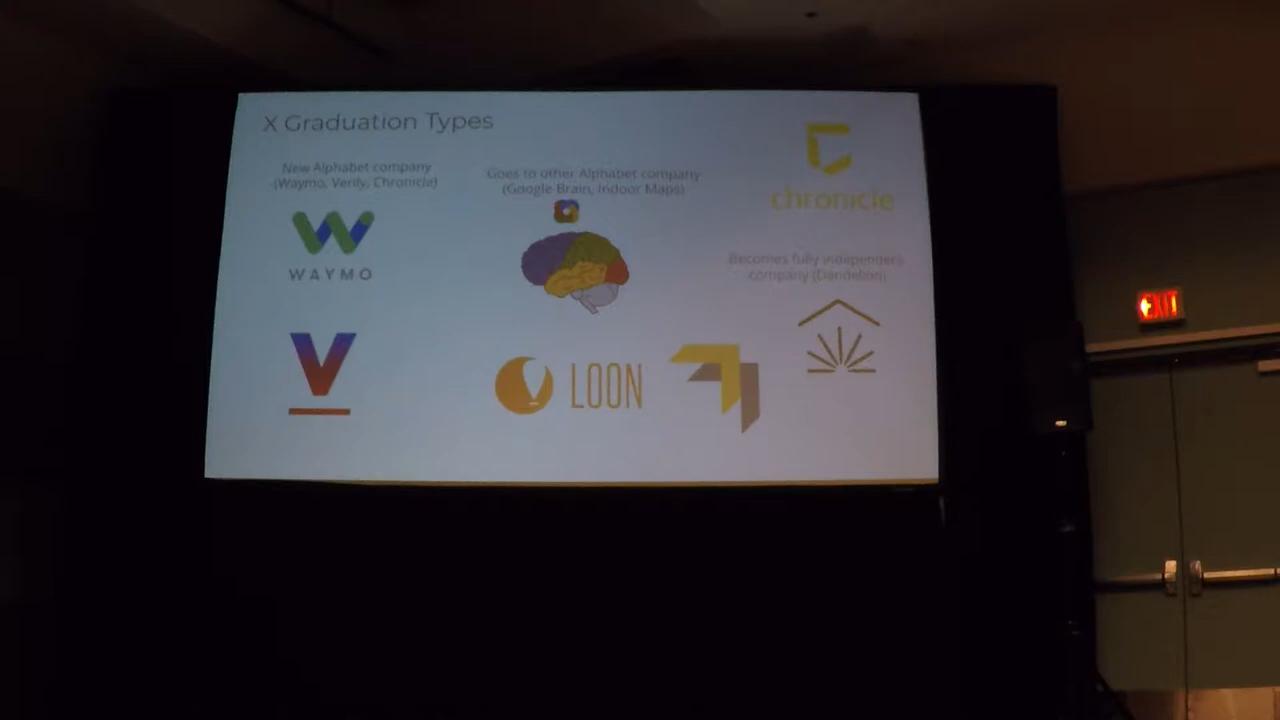 X Graduation Types
New Alphabet company
(Waymo, Verily, Chronicle)
WAYMO
Goes to other Alphabet company
(Google Brain, Indoor Maps)
LOON
chronicle
Becomes fully independent
company (Dandelion)
EXIT